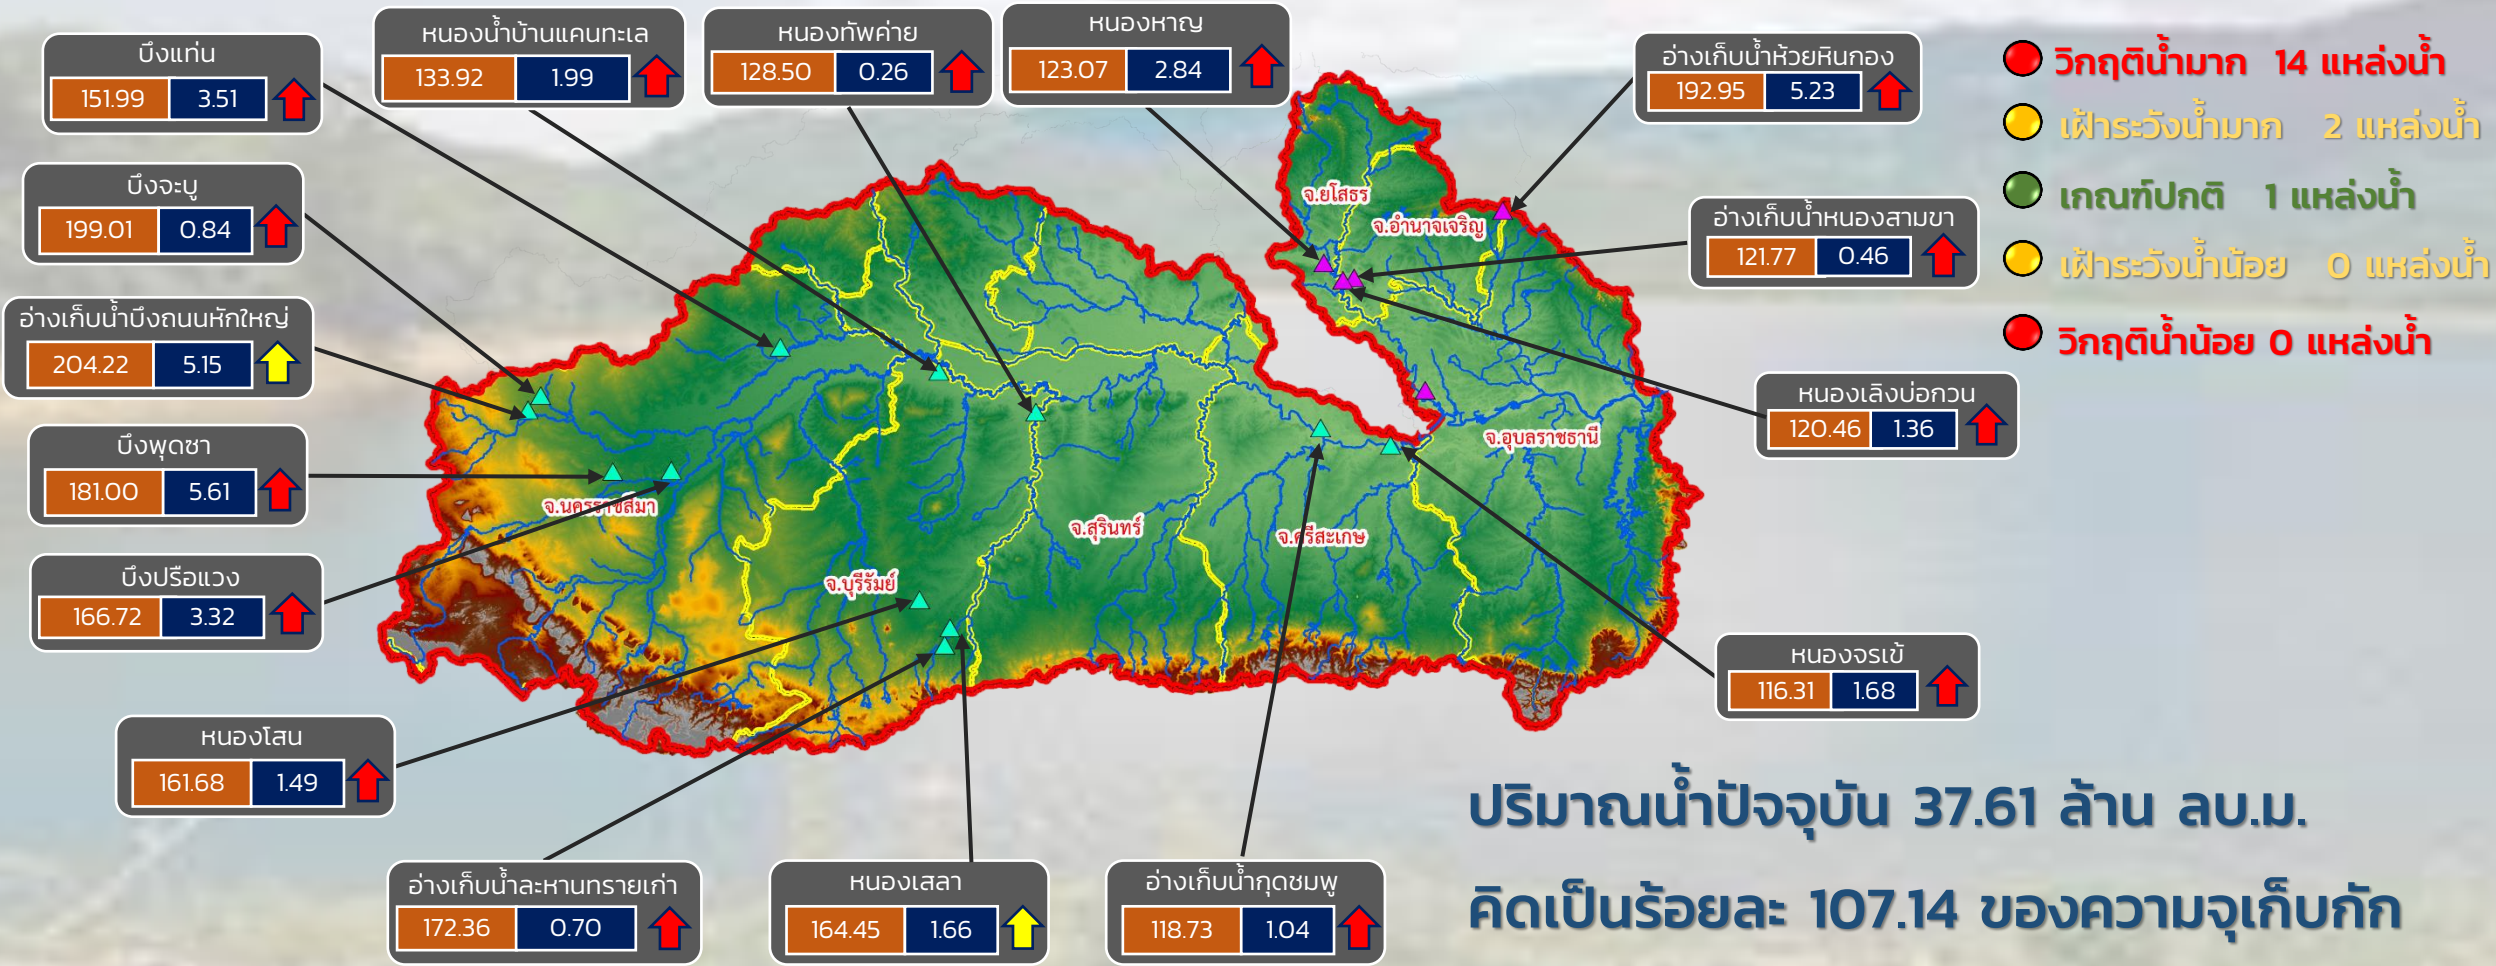 บึงแท่น
151.99 3.51
หนองน้ำบ้านแคนทะเล
133.92 1.99
หนองทัพค่าย
128.50 0.26
หนองหาญ
123.07 2.84
อ่างเก็บน้ำห้วยหินกอง
192.95 5.23
วิกฤติน้ำมาก 14 แหล่งน้ำ
เฝ้าระวังน้ำมาก 2 แหล่งน้ำ
เกณฑ์ปกติ 1 แหล่งน้ำ
เฝ้าระวังน้ำน้อย 0 แหล่งน้ำ
วิกฤติน้ำน้อย 0 แหล่งน้ำ
บึงจะบู
199.01 0.84
อ่างเก็บน้ำหนองสามขา
121.77 0.46
อ่างเก็บน้ำบึงถนนหักใหญ่
204.22 5.15
หนองเลิงบ่อกวน
120.46 1.36
บึงพุดซา
181.00 5.61
บึงปรือแวง
166.72 3.32
จ.ยโสธร
จ.อำนาจเจริญ
จ.อุบลราชธานี
จ.นครราชสีมา
จ.สุรินทร์
จ.ศรีสะเกษ
จ.บุรีรัมย์
หนองจรเข้
116.31 1.68
หนองโสน
161.68 1.49
อ่างเก็บน้ำละหานทรายเก่า
172.36 0.70
หนองเสลา
164.45 1.66
อ่างเก็บน้ำกุดชมพู
118.73 1.04
ปริมาณน้ำปัจจุบัน 37.61 ล้าน ลบ.ม.
คิดเป็นร้อยละ 107.14 ของความจุเก็บกัก